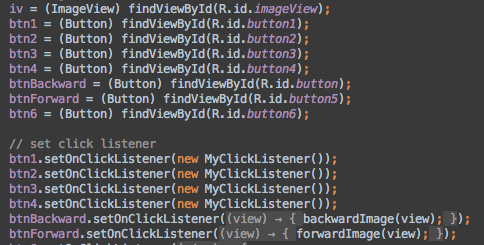 iv = (ImageView) findViewById(R.id.imageView);
btn1 = (Button) findViewById(R.id.button1);
btn2 = (Button) findViewById(R.id.button2);
btn3 = (Button) findViewById(R.id.button3);
btn4 = (Button) findViewById(R.id.button4);
btnBackward = (Button) findViewById(R.id.button);
btnForward = (Button) findViewById(R.id.button5);
btn6 = (Button) findViewById(R.id.button6);
// set click listener
btn1.setOnClickListener(new MyClickListener());
btn2.setOnClickListener(new MyClickListener());
btn3.setOnClickListener(new MyClickListener());
btn4.setOnClickListener(new MyClickListener());
btnBackward.setOnClickListener((view) → { backwardImage(view); });
btnForward.setOnClickListener((view) → { forwardImage(view); });